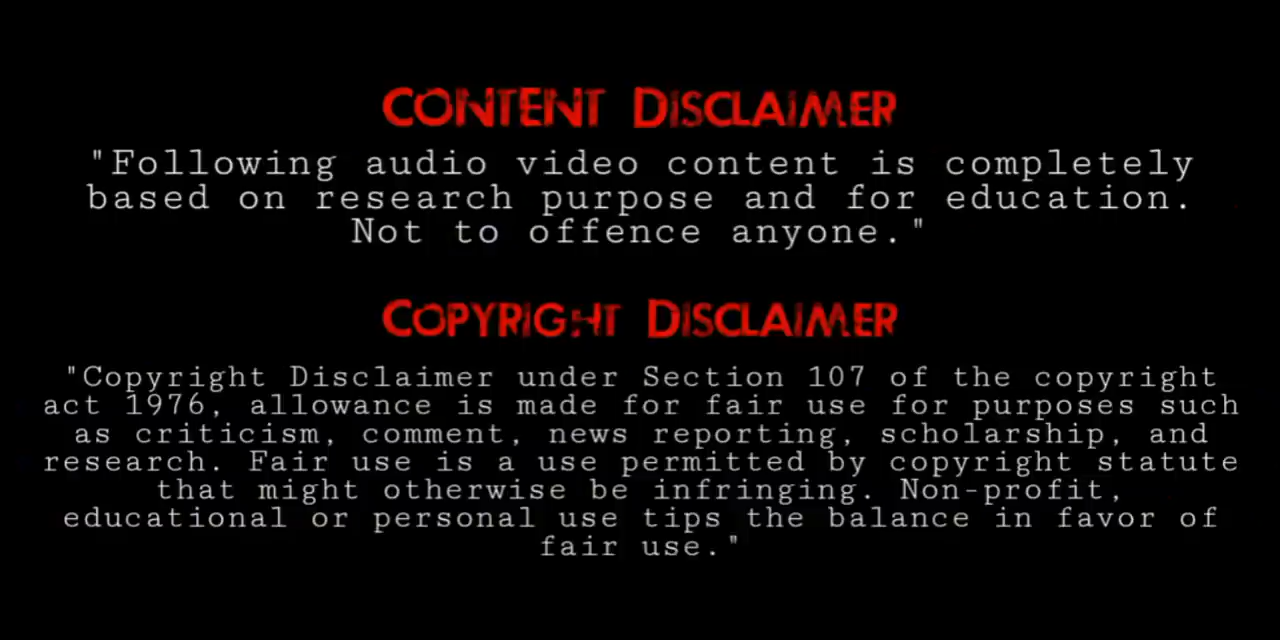 CONTENT DISCLAIMER
"Following audio video content is completely
based on research purpose and for education.
Not to offence anyone."
COPYRIGHT DISCLAIMER
"Copyright Disclaimer under Section 107 of the copyright
act 1976, allowance is made for fair use for purposes such
as criticism, comment, news reporting, scholarship, and
research. Fair use is a use permitted by copyright statute
that might otherwise be infringing. Non-profit,
educational or personal use tips the balance in favor of
fair use."